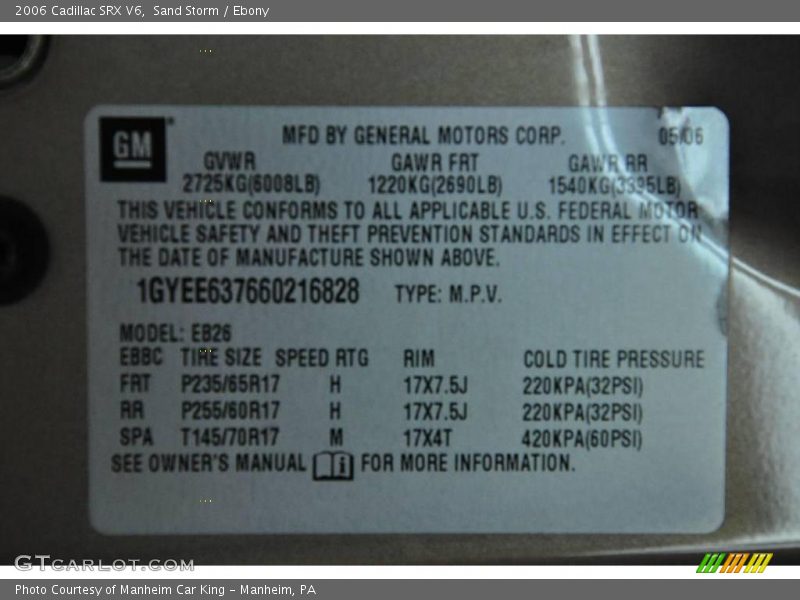 2006 Cadillac SRX V6, Sand Storm / Ebony
GM
MFD BY GENERAL MOTORS CORP. 05/06
GVWR GAWR FRT GAWR RR
2725KG(6008LB) 1220KG(2690LB) 1540KG(3395LB)
THIS VEHICLE CONFORMS TO ALL APPLICABLE U.S. FEDERAL MOTOR
VEHICLE SAFETY AND THEFT PREVENTION STANDARDS IN EFFECT ON
THE DATE OF MANUFACTURE SHOWN ABOVE.
1GYEE637660216828 TYPE: M.P.V.
MODEL: E826
EBBC TIRE SIZE SPEED RTG RIM COLD TIRE PRESSURE
FRT P235/65R17 H 17X7.5J 220KPA(32PSI)
RR P255/60R17 H 17X7.5J 220KPA(32PSI)
SPA T145/70R17 M 17X4T 420KPA(60PSI)
SEE OWNER'S MANUAL i FOR MORE INFORMATION.
GTCARLOT.COM
Photo Courtesy of Manheim Car King - Manheim, PA